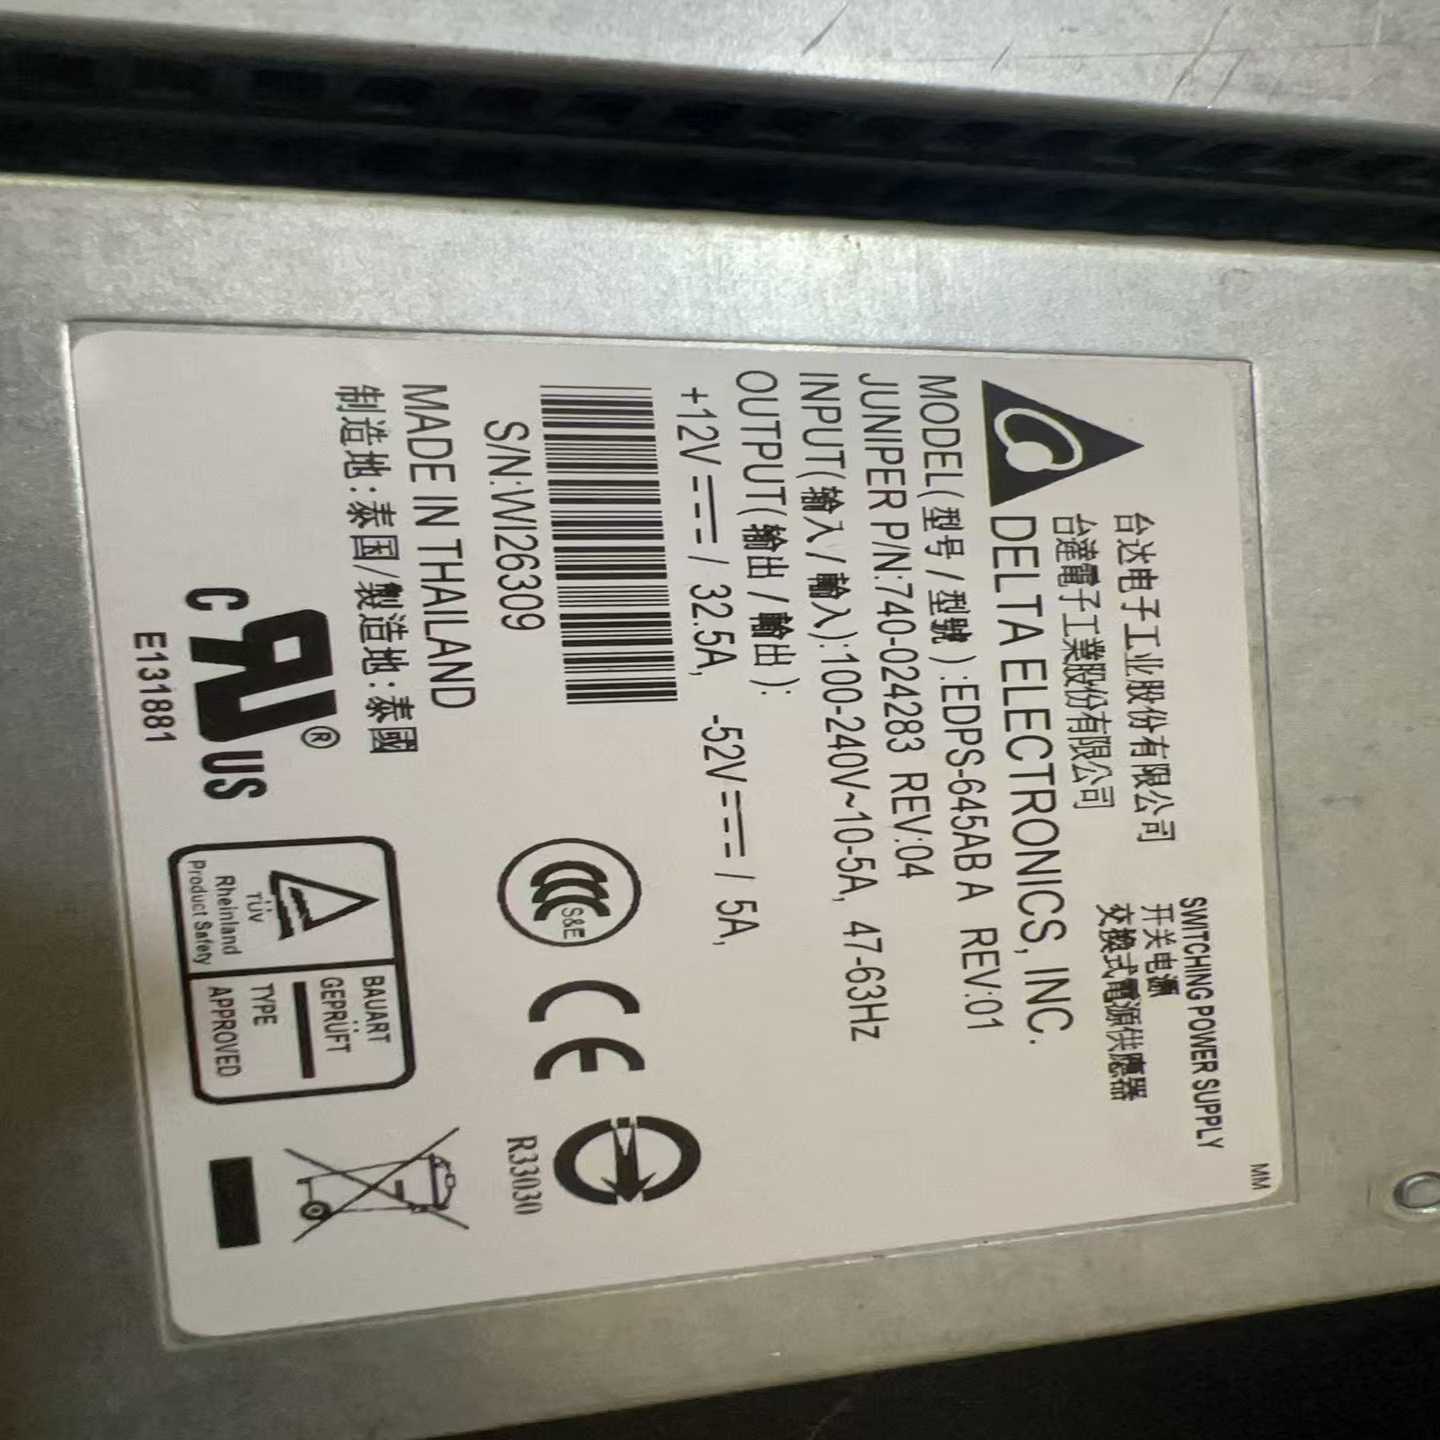 台达电子工业股份有限公司
台達電子工業股份有限公司
DELTA ELECTRONICS, INC.
SWITCHING POWER SUPPLY
开关电源
交換式電源供應器
MM
MODEL(型号/型號):EDPS-645AB A REV:01
JUNIPER P/N:740-024283 REV:04
INPUT(输入/輸入):100-240V~10-5A, 47-63Hz
OUTPUT(输出/輸出):
+12V⎓/ 32.5A, -52V⎓/ 5A,
S/N:WI26309
MADE IN THAILAND
制造地:泰国/製造地:泰國
S&E
CE
R33030
C RU US ®
E131881
TÜV
Rheinland
Product Safety
BAUART
GEPRÜFT
TYPE
APPROVED